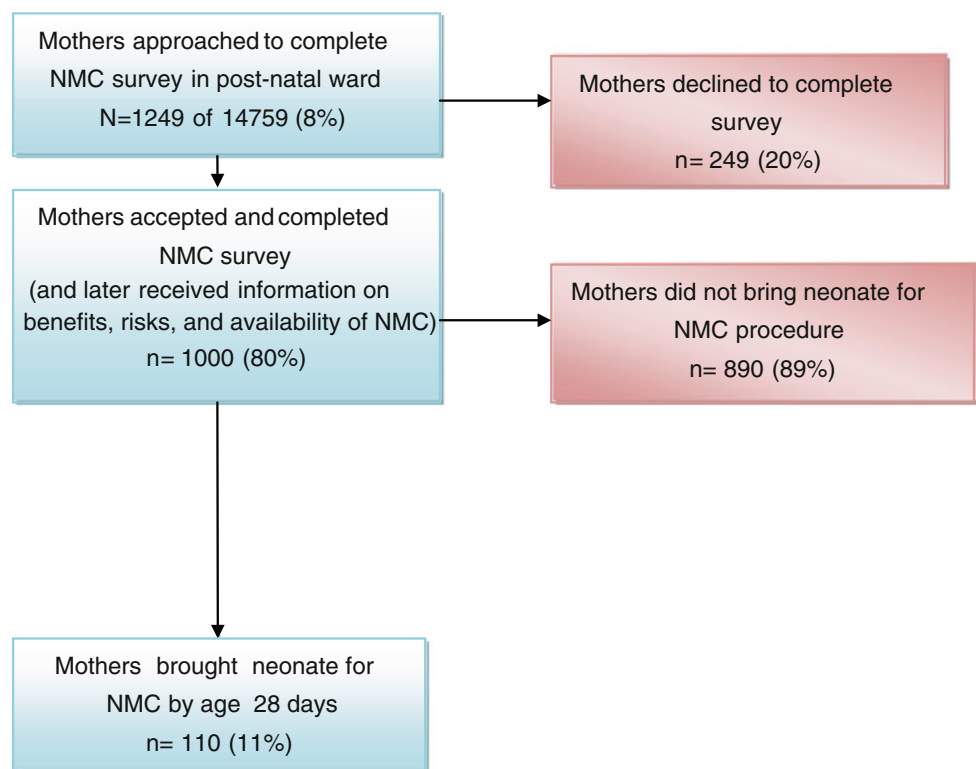 Mothers approached to complete
NMC survey in post-natal ward
N=1249 of 14759 (8%)
Mothers declined to complete
survey
n= 249 (20%)
Mothers accepted and completed
NMC survey
(and later received information on
benefits, risks, and availability of NMC)
n= 1000 (80%)
Mothers did not bring neonate for
NMC procedure
n= 890 (89%)
Mothers brought neonate for
NMC by age 28 days
n= 110 (11%)